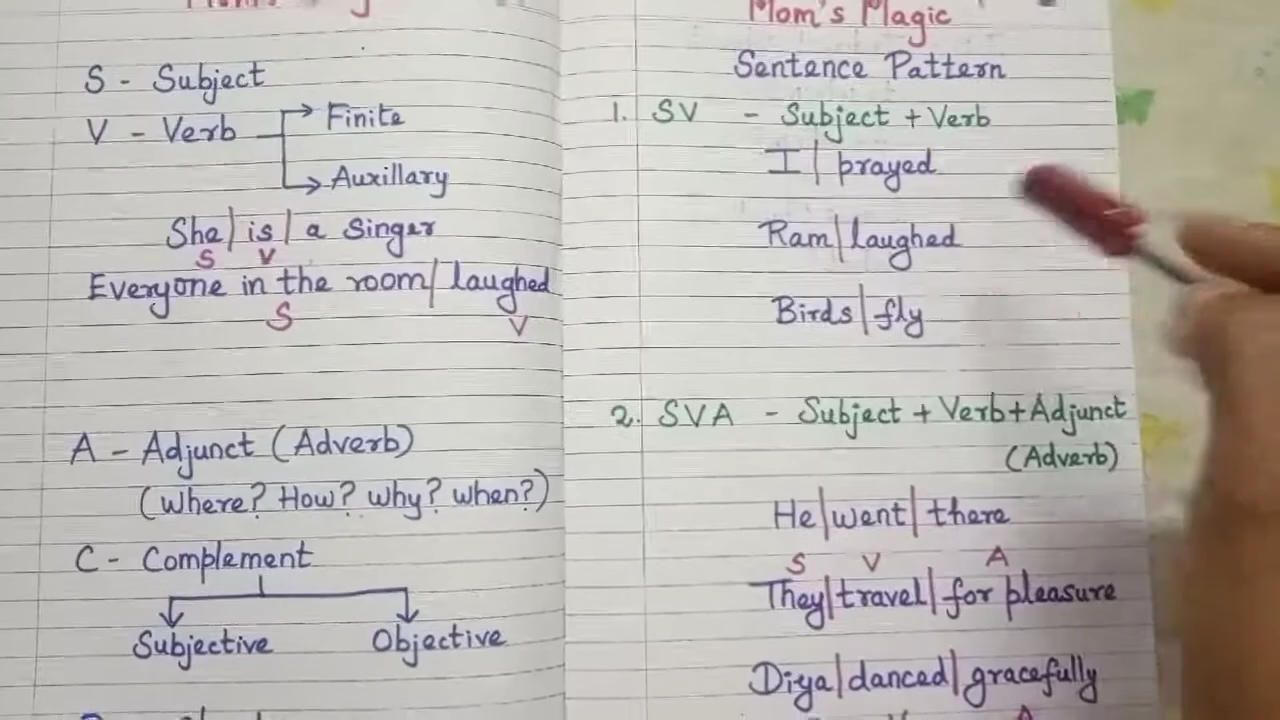 S - Subject
V - Verb
Finite
Auxillary
She| is| a Singer
S V
Everyone in the room| laughed
S V
A - Adjunct (Adverb)
(Where? How? Why? When?)
C - Complement
Subjective Objective
Mom's Magic
Sentence Pattern
1. SV - Subject + Verb
I| prayed
Ram| laughed
Birds| fly
2. SVA - Subject + Verb + Adjunct
(Adverb)
He| went| there
S V A
They| travel| for pleasure
Diya| danced| gracefully
A